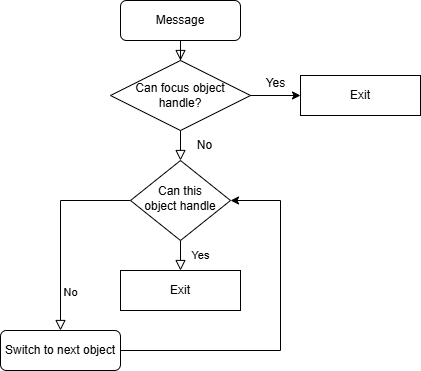 Message
Can focus object
handle?
Yes
Exit
No
Can this
object handle
Yes
Exit
No
Switch to next object